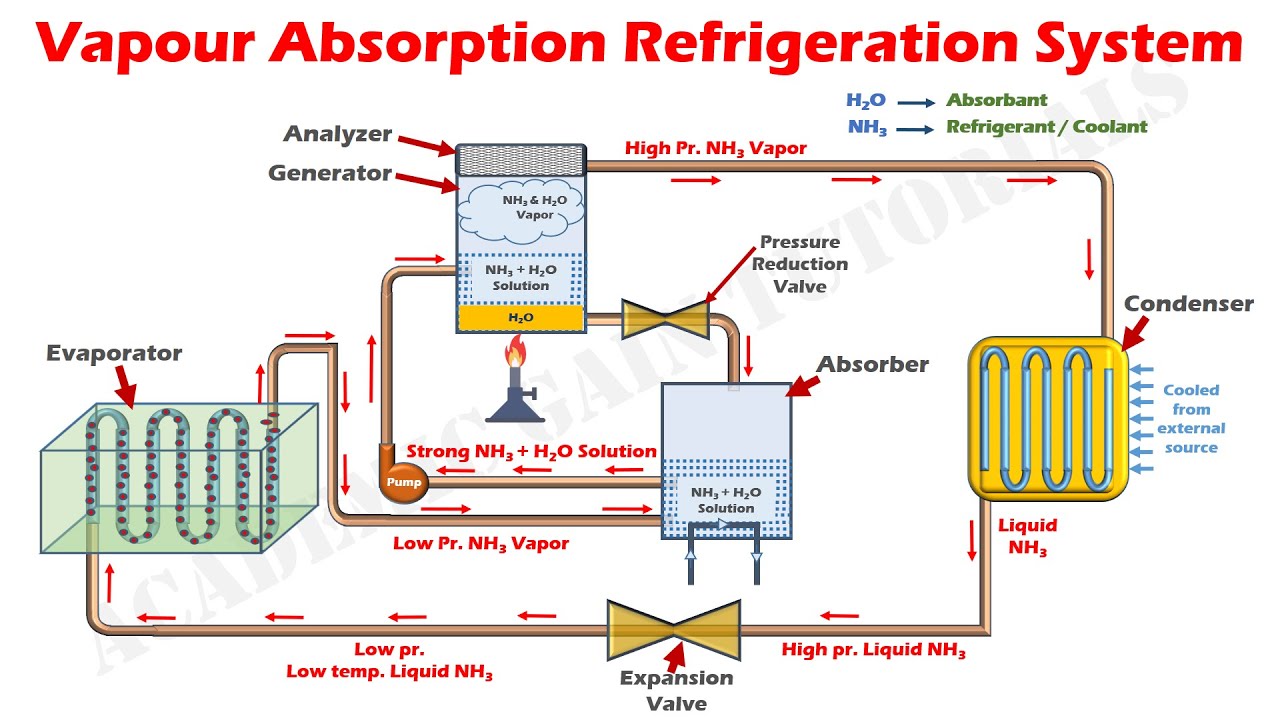 Vapour Absorption Refrigeration System
H₂O → Absorbant
NH₃ → Refrigerant / Coolant
Analyzer
Generator
High Pr. NH₃ Vapor
NH₃ & H₂O
Vapor
NH₃ + H₂O
Solution
H₂O
Pressure
Reduction
Valve
Condenser
Cooled
from
external
source
Evaporator
Absorber
Strong NH₃ + H₂O Solution
Pump
NH₃ + H₂O
Solution
Low Pr. NH₃ Vapor
Liquid
NH₃
Low pr.
Low temp. Liquid NH₃
High pr. Liquid NH₃
Expansion
Valve
ACADEMIC GAIN TUTORIALS